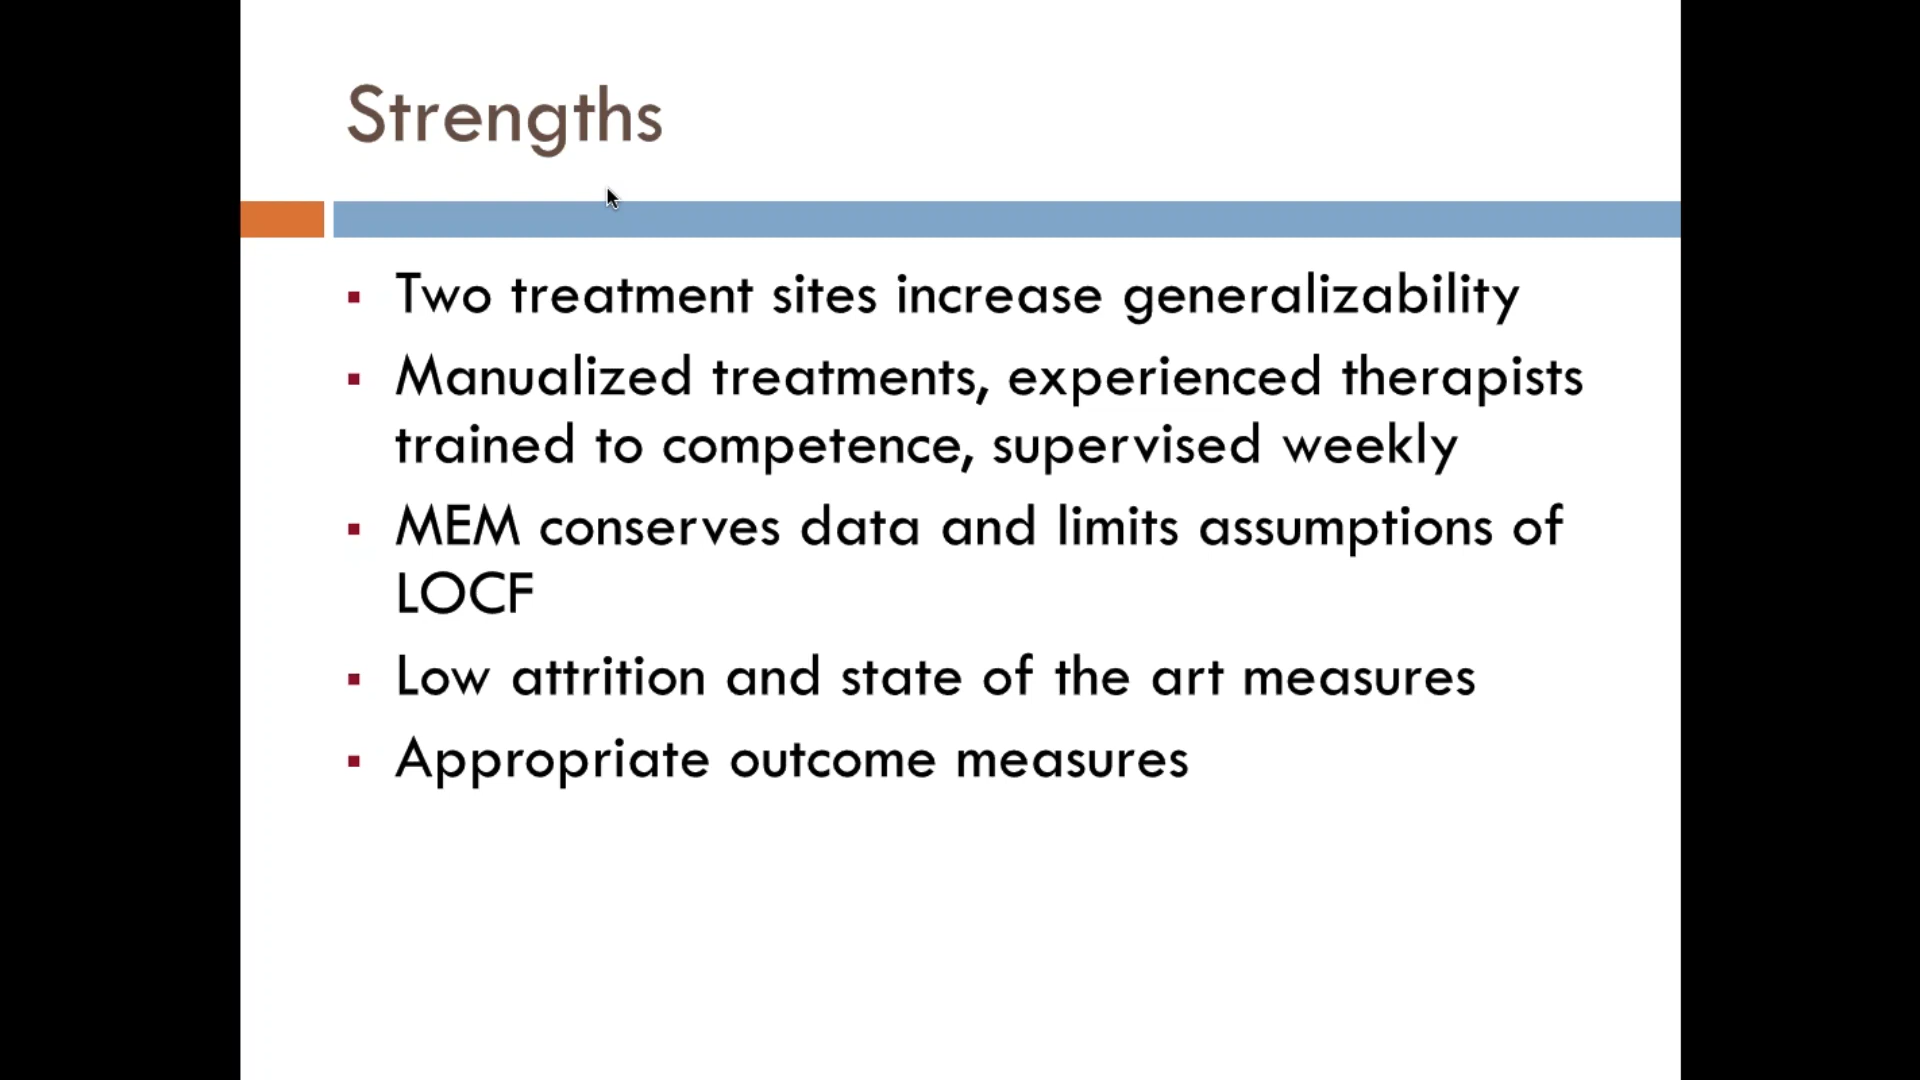 Strengths
▪ Two treatment sites increase generalizability
▪ Manualized treatments, experienced therapists
trained to competence, supervised weekly
▪ MEM conserves data and limits assumptions of
LOCF
▪ Low attrition and state of the art measures
▪ Appropriate outcome measures